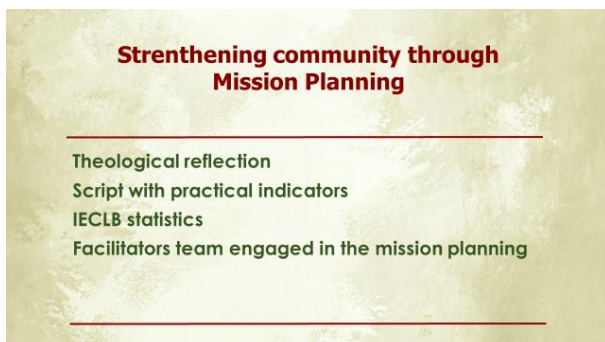 Strenthening community through
Mission Planning
Theological reflection
Script with practical indicators
IECLB statistics
Facilitators team engaged in the mission planning